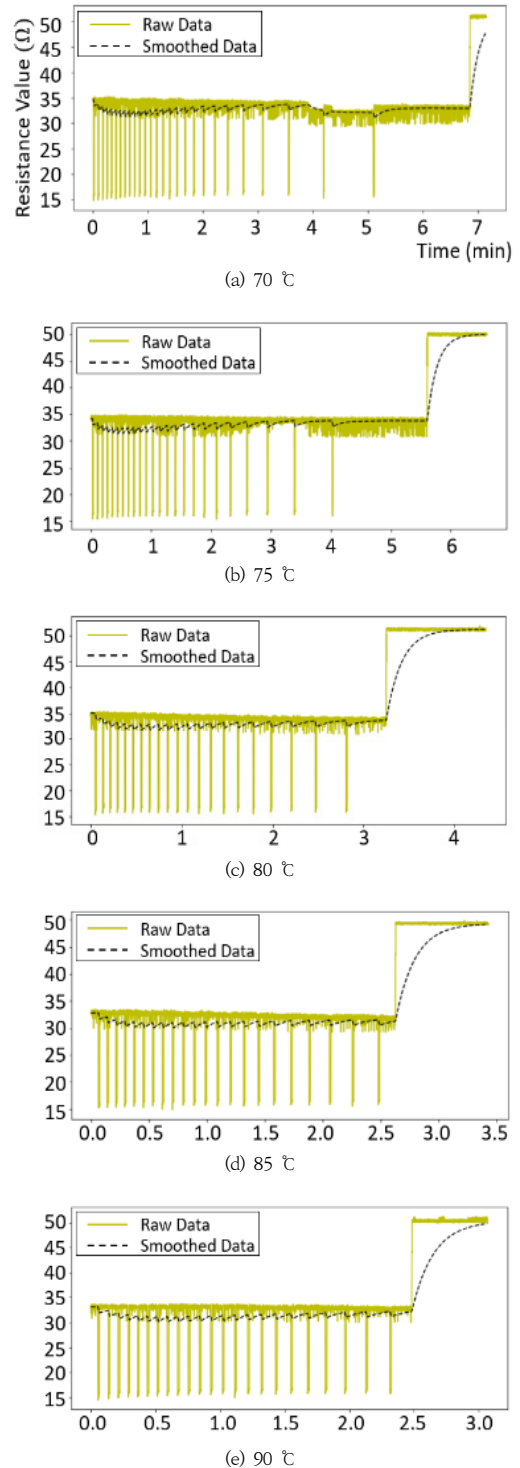 Resistance Value (Ω)
50
45
40
35
30
25
20
15
Raw Data
Smoothed Data
0 1 2 3 4 5 6 7
Time (min)
(a) 70 ℃
50
45
40
35
30
25
20
15
Raw Data
Smoothed Data
0 1 2 3 4 5 6
(b) 75 ℃
50
45
40
35
30
25
20
15
Raw Data
Smoothed Data
0 1 2 3 4
(c) 80 ℃
50
45
40
35
30
25
20
15
Raw Data
Smoothed Data
0.0 0.5 1.0 1.5 2.0 2.5 3.0 3.5
(d) 85 ℃
50
45
40
35
30
25
20
15
Raw Data
Smoothed Data
0.0 0.5 1.0 1.5 2.0 2.5 3.0
(e) 90 ℃